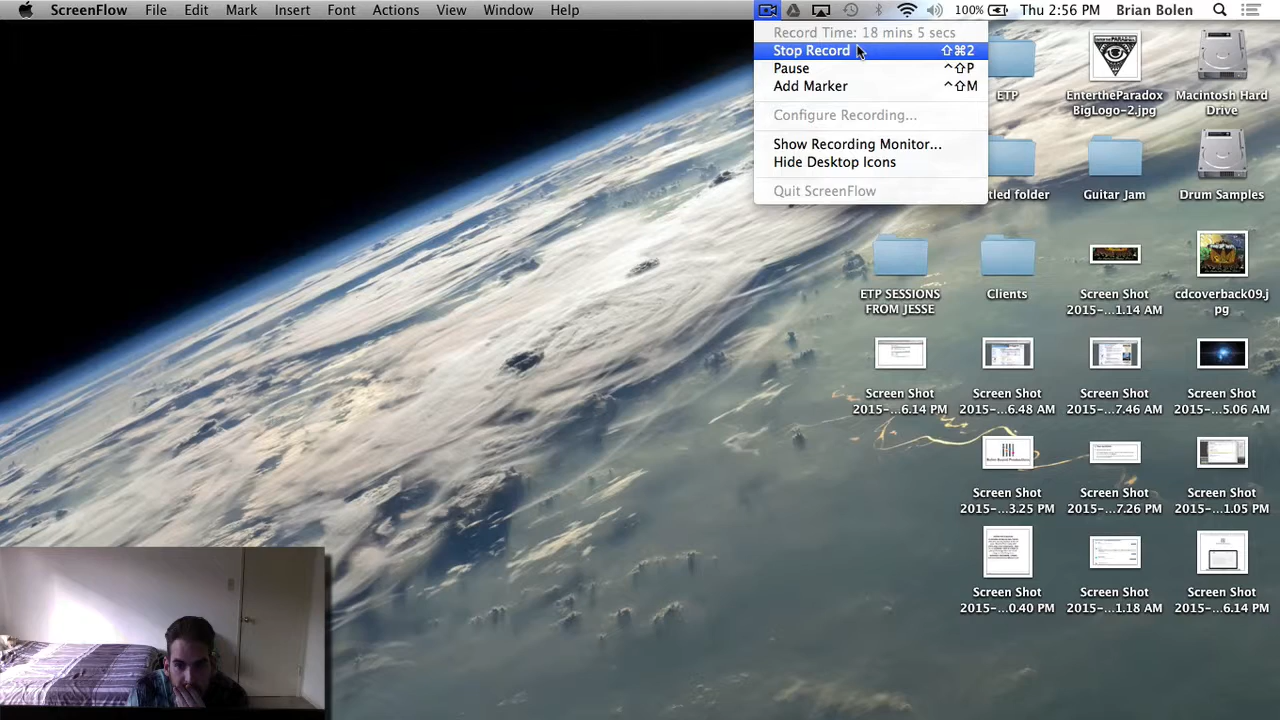 ScreenFlow File Edit Mark Insert Font Actions View Window Help 100% Thu 2:56 PM Brian Bolen
Record Time: 18 mins 5 secs
Stop Record ⇧⌘2
Pause ^⇧P
Add Marker ^⇧M
Configure Recording...
Show Recording Monitor...
Hide Desktop Icons
Quit ScreenFlow
ETP
EntertheParadox
BigLogo-2.jpg
Macintosh Hard
Drive
tled folder
Guitar Jam
Drum Samples
ETP SESSIONS
FROM JESSE
Clients
Screen Shot
2015-...1.14 AM
cdcoverback09.j
pg
Screen Shot
2015-...6.14 PM
Screen Shot
2015-...6.48 AM
Screen Shot
2015-...7.46 AM
Screen Shot
2015-...5.06 AM
Screen Shot
2015-...3.25 PM
Screen Shot
2015-...7.26 PM
Screen Shot
2015-...1.05 PM
Screen Shot
2015-...0.40 PM
Screen Shot
2015-...1.18 AM
Screen Shot
2015-...6.14 PM